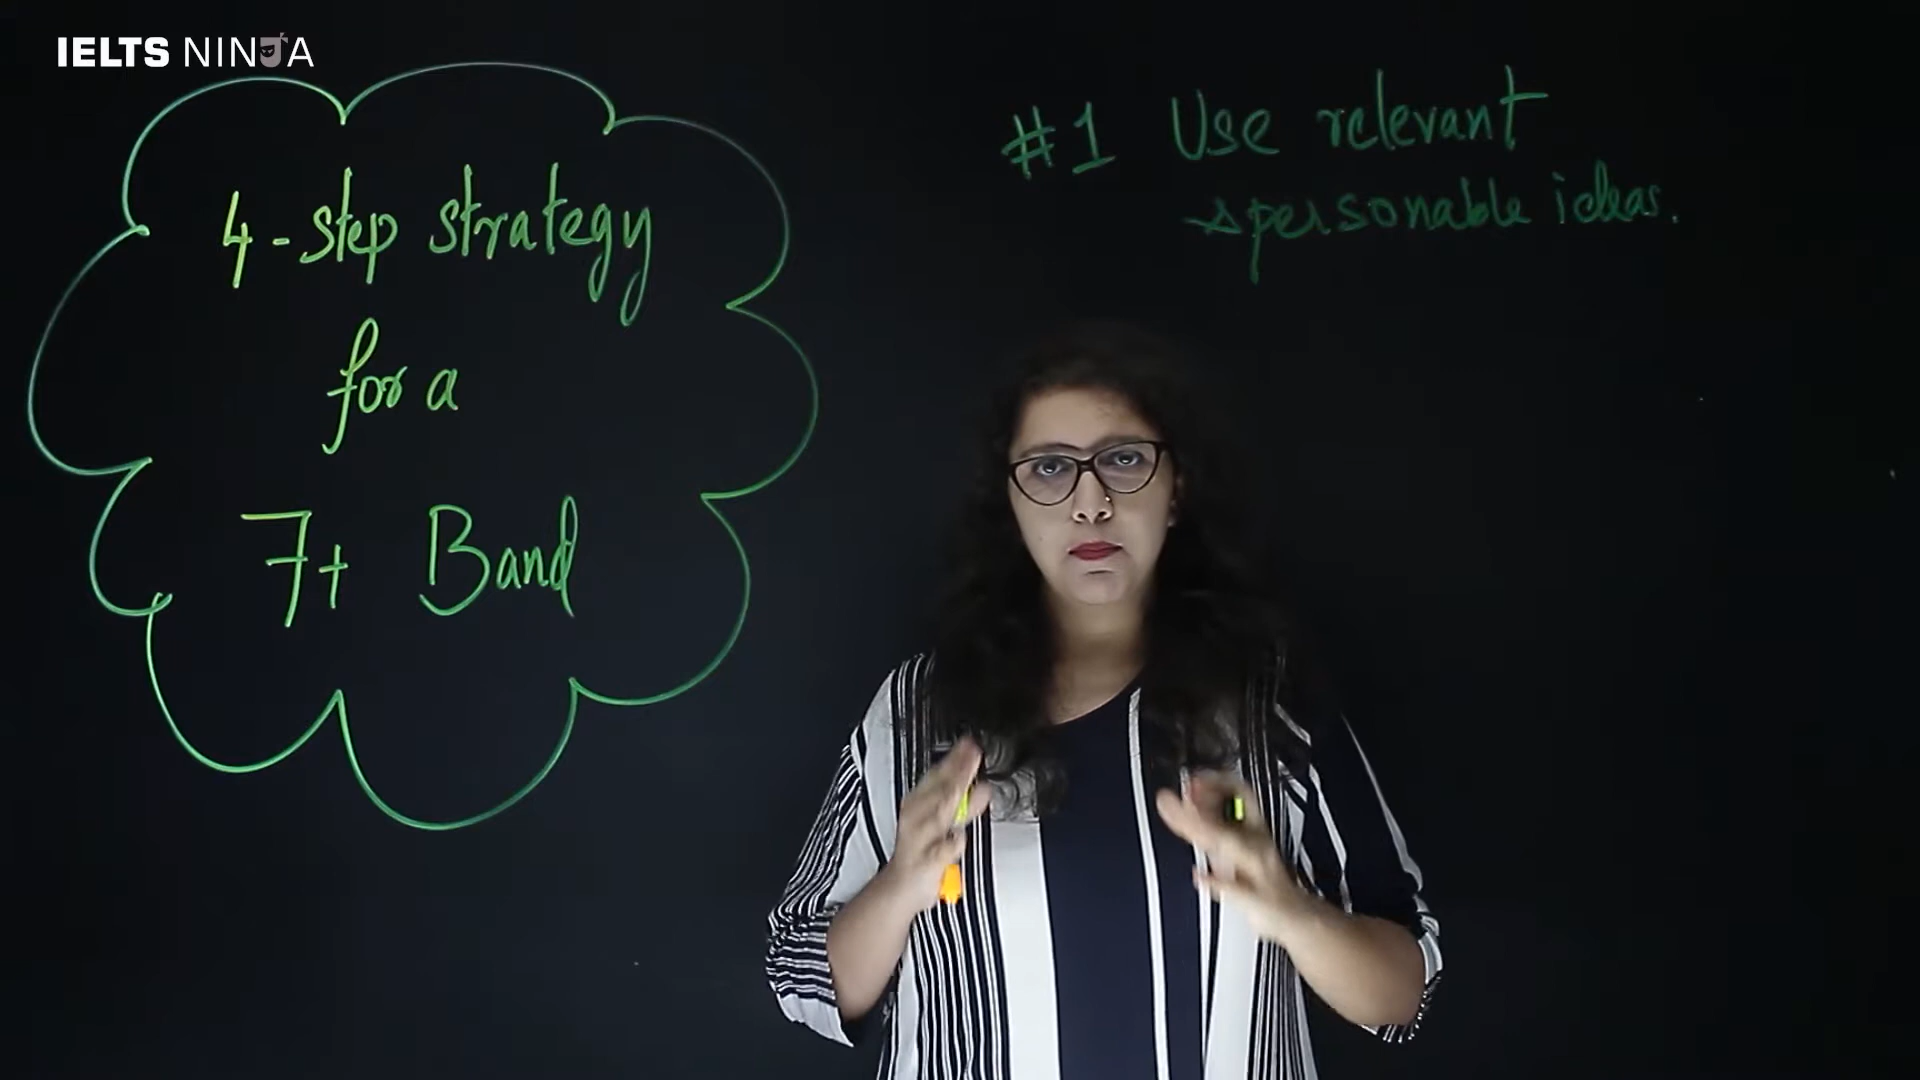 IELTS NINJA
4-step strategy
for a
7+ Band
#1 Use relevant
personable ideas.